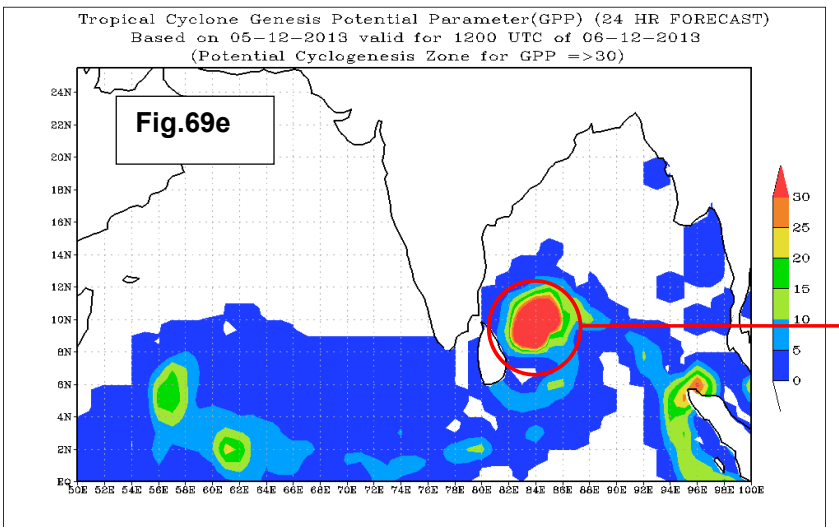 Tropical Cyclone Genesis Potential Parameter(GPP) (24 HR FORECAST)
Based on 05-12-2013 valid for 1200 UTC of 06-12-2013
(Potential Cyclogenesis Zone for GPP =>30)
Fig.69e
24N
22N
20N
18N
16N
14N
12N
10N
8N
6N
4N
2N
EQ
50E 52E 54E 56E 58E 60E 62E 64E 66E 68E 70E 72E 74E 76E 78E 80E 82E 84E 86E 88E 90E 92E 94E 96E 98E 100E
30
25
20
15
10
5
0